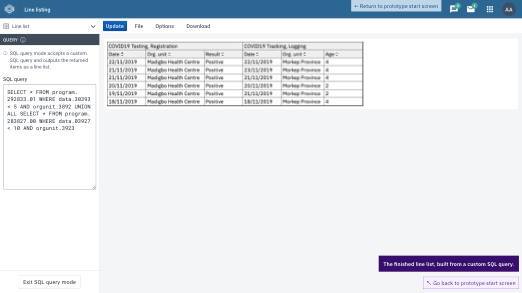 Line listing
← Return to prototype start screen
AA
Line list
Update
File
Options
Download
QUERY
SQL query mode accepts a custom
SQL query and outputs the returned
items as a line list.
SQL query
SELECT * FROM program.
292833.01 WHERE data.30393
< 5 AND orgunit.3892 (UNION
ALL SELECT * FROM program.
283827.00 WHERE data.03927
< 10 AND orgunit.3923
COVID19 Testing, Registration COVID19 Tracking, Logging
Date Org. unit Result Date Org. unit Age
22/11/2019 Madigbo Health Centre Positive 22/11/2019 Morkep Province 4
21/11/2019 Madigbo Health Centre Positive 23/11/2019 Morkep Province 4
21/11/2019 Madigbo Health Centre Positive 21/11/2019 Morkep Province 4
20/11/2019 Madigbo Health Centre Positive 20/11/2019 Morkep Province 2
19/11/2019 Madigbo Health Centre Positive 21/11/2019 Morkep Province 2
18/11/2019 Madigbo Health Centre Positive 18/11/2019 Morkep Province 4
The finished line list, built from a custom SQL query.
Exit SQL query mode
Go back to prototype start screen